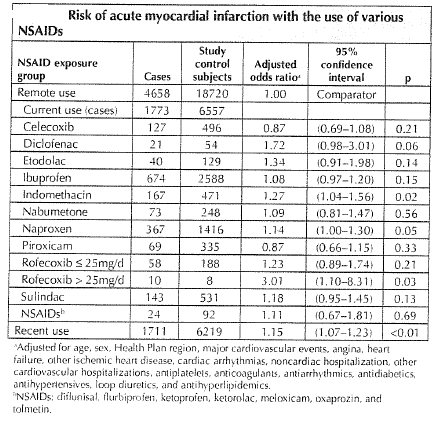 Risk of acute myocardial infarction with the use of various
NSAIDs
NSAID exposure group Cases Study control subjects Adjusted odds ratioᵃ 95% confidence interval p
Remote use 4658 18720 1.00 Comparator
Current use (cases) 1773 6557
Celecoxib 127 496 0.87 (0.69–1.08) 0.21
Diclofenac 21 54 1.72 (0.98–3.01) 0.06
Etodolac 40 129 1.34 (0.91–1.98) 0.14
Ibuprofen 674 2588 1.08 (0.97–1.20) 0.15
Indomethacin 167 471 1.27 (1.04–1.56) 0.02
Nabumetone 73 248 1.09 (0.81–1.47) 0.56
Naproxen 367 1416 1.14 (1.00–1.30) 0.05
Piroxicam 69 335 0.87 (0.66–1.15) 0.33
Rofecoxib ≤ 25mg/d 58 188 1.23 (0.89–1.74) 0.21
Rofecoxib > 25mg/d 10 8 3.01 (1.10–8.31) 0.03
Sulindac 143 531 1.18 (0.95–1.45) 0.13
NSAIDsᵇ 24 92 1.11 (0.67–1.81) 0.69
Recent use 1711 6219 1.15 (1.07–1.23) <0.01
ᵃAdjusted for age, sex, Health Plan region, major cardiovascular events, angina, heart
failure, other ischemic heart disease, cardiac arrhythmias, noncardiac hospitalization, other
cardiovascular hospitalizations, antiplatelets, anticoagulants, antiarrhythmics, antidiabetics,
antihypertensives, loop diuretics, and antihyperlipidemics.
ᵇNSAIDs: diflunisal, flurbiprofen, ketoprofen, ketorolac, meloxicam, oxaprozin, and
tolmetin.